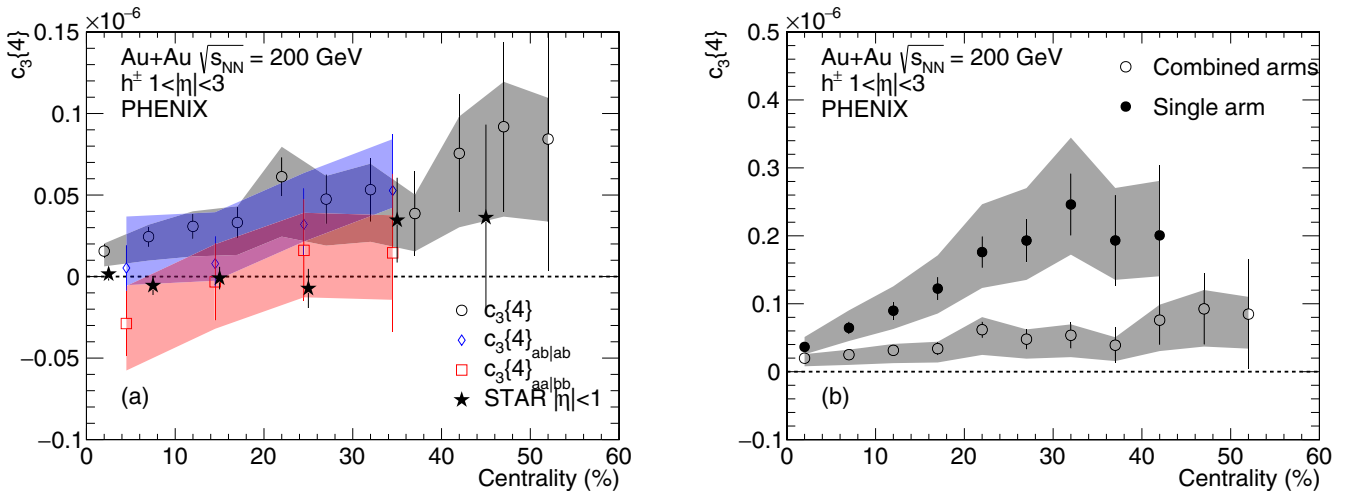 ×10⁻⁶
c₃{4}
0.15
0.1
0.05
0
−0.05
−0.1
Au+Au √sNN = 200 GeV
h± 1<|η|<3
PHENIX
c₃{4}
c₃{4}ab|ab
c₃{4}aa|bb
STAR |η|<1
(a)
0 10 20 30 40 50 60
Centrality (%)
×10⁻⁶
c₃{4}
0.5
0.4
0.3
0.2
0.1
0
−0.1
Au+Au √sNN = 200 GeV
h± 1<|η|<3
PHENIX
Combined arms
Single arm
(b)
0 10 20 30 40 50 60
Centrality (%)